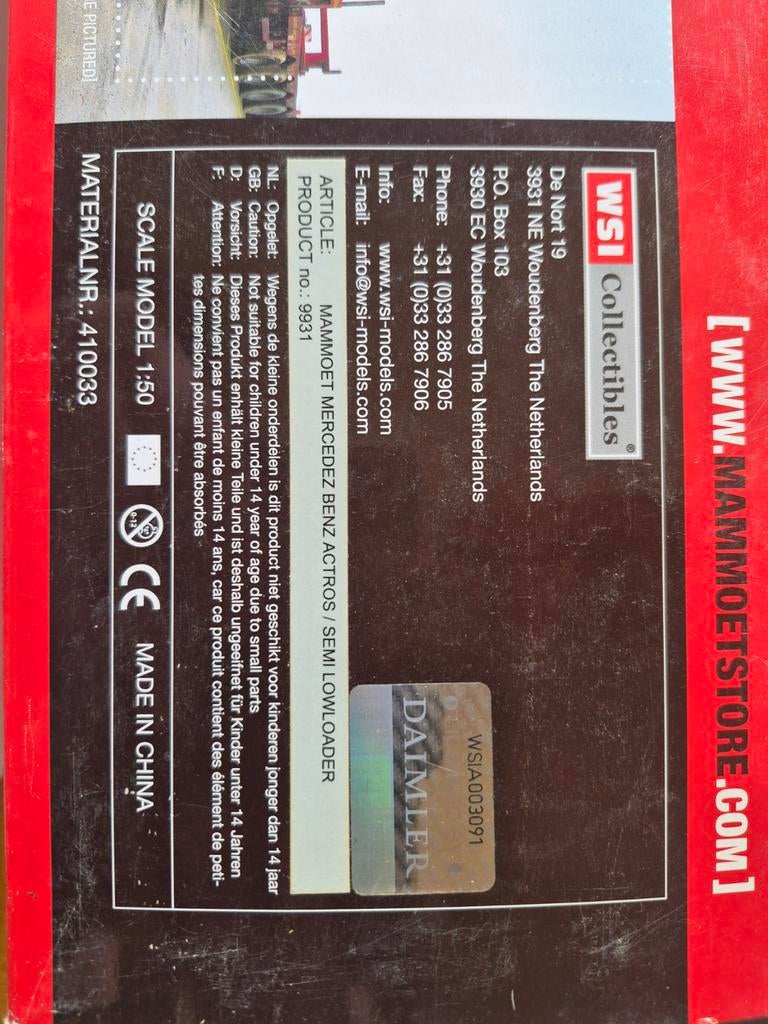 E PICTURED]
[ WWW.MAMMOETSTORE.COM ]
WSI Collectibles®
De Nort 19
3931 NE Woudenberg The Netherlands
P.O. Box 103
3930 EC Woudenberg The Netherlands
Phone: +31 (0)33 286 7905
Fax: +31 (0)33 286 7906
Info: www.wsi-models.com
E-mail: info@wsi-models.com
WSIA003091
DAIMLER
ARTICLE: MAMMOET MERCEDEZ BENZ ACTROS / SEMI LOWLOADER
PRODUCT no.: 9931
NL: Opgelet: Wegens de kleine onderdelen is dit product niet geschikt voor kinderen jonger dan 14 jaar
GB: Caution: Not suitable for children under 14 year of age due to small parts
D: Vorsicht: Dieses Produkt enhält kleine Teile und ist deshalb ungeeifnet für Kinder unter 14 Jahren
F: Attention: Ne convient pas un enfant de moins 14 ans, car ce produit contient des élément de peti-
tes dimensions pouvant être absorbés
SCALE MODEL 1:50 CE MADE IN CHINA
MATERIALNR.: 410033